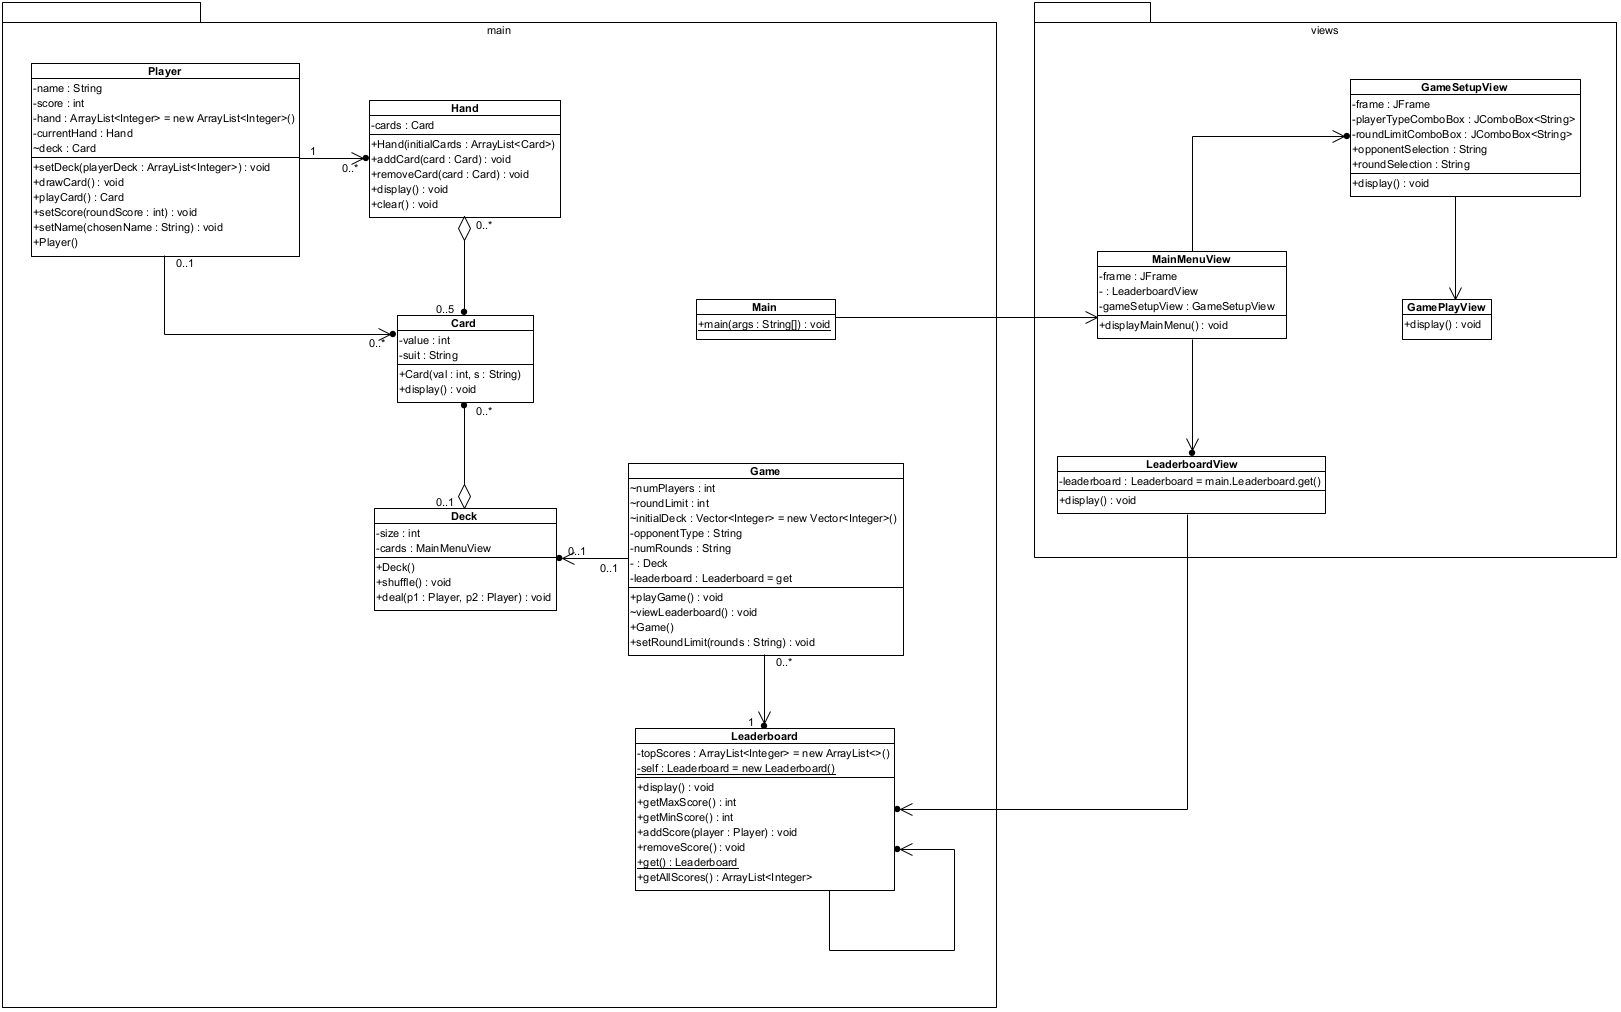 main
Player
-name : String
-score : int
-hand : ArrayList<Integer> = new ArrayList<Integer>()
-currentHand : Hand
~deck : Card
+setDeck(playerDeck : ArrayList<Integer>) : void
+drawCard() : void
+playCard() : Card
+setScore(roundScore : int) : void
+setName(chosenName : String) : void
+Player()
1
0..*
0..1
0..*
Hand
-cards : Card
+Hand(initialCards : ArrayList<Card>)
+addCard(card : Card) : void
+removeCard(card : Card) : void
+display() : void
+clear() : void
0..*
0..5
Card
-value : int
-suit : String
+Card(val : int, s : String)
+display() : void
0..*
0..1
Deck
-size : int
-cards : MainMenuView
+Deck()
+shuffle() : void
+deal(p1 : Player, p2 : Player) : void
0..1
0..1
Main
+main(args : String[]) : void
Game
~numPlayers : int
~roundLimit : int
~initialDeck : Vector<Integer> = new Vector<Integer>()
-opponentType : String
-numRounds : String
- : Deck
-leaderboard : Leaderboard = get
+playGame() : void
~viewLeaderboard() : void
+Game()
+setRoundLimit(rounds : String) : void
0..*
1
Leaderboard
-topScores : ArrayList<Integer> = new ArrayList<>()
-self : Leaderboard = new Leaderboard()
+display() : void
+getMaxScore() : int
+getMinScore() : int
+addScore(player : Player) : void
+removeScore() : void
+get() : Leaderboard
+getAllScores() : ArrayList<Integer>
views
GameSetupView
-frame : JFrame
-playerTypeComboBox : JComboBox<String>
-roundLimitComboBox : JComboBox<String>
+opponentSelection : String
+roundSelection : String
+display() : void
MainMenuView
-frame : JFrame
- : LeaderboardView
-gameSetupView : GameSetupView
+displayMainMenu() : void
GamePlayView
+display() : void
LeaderboardView
-leaderboard : Leaderboard = main.Leaderboard.get()
+display() : void